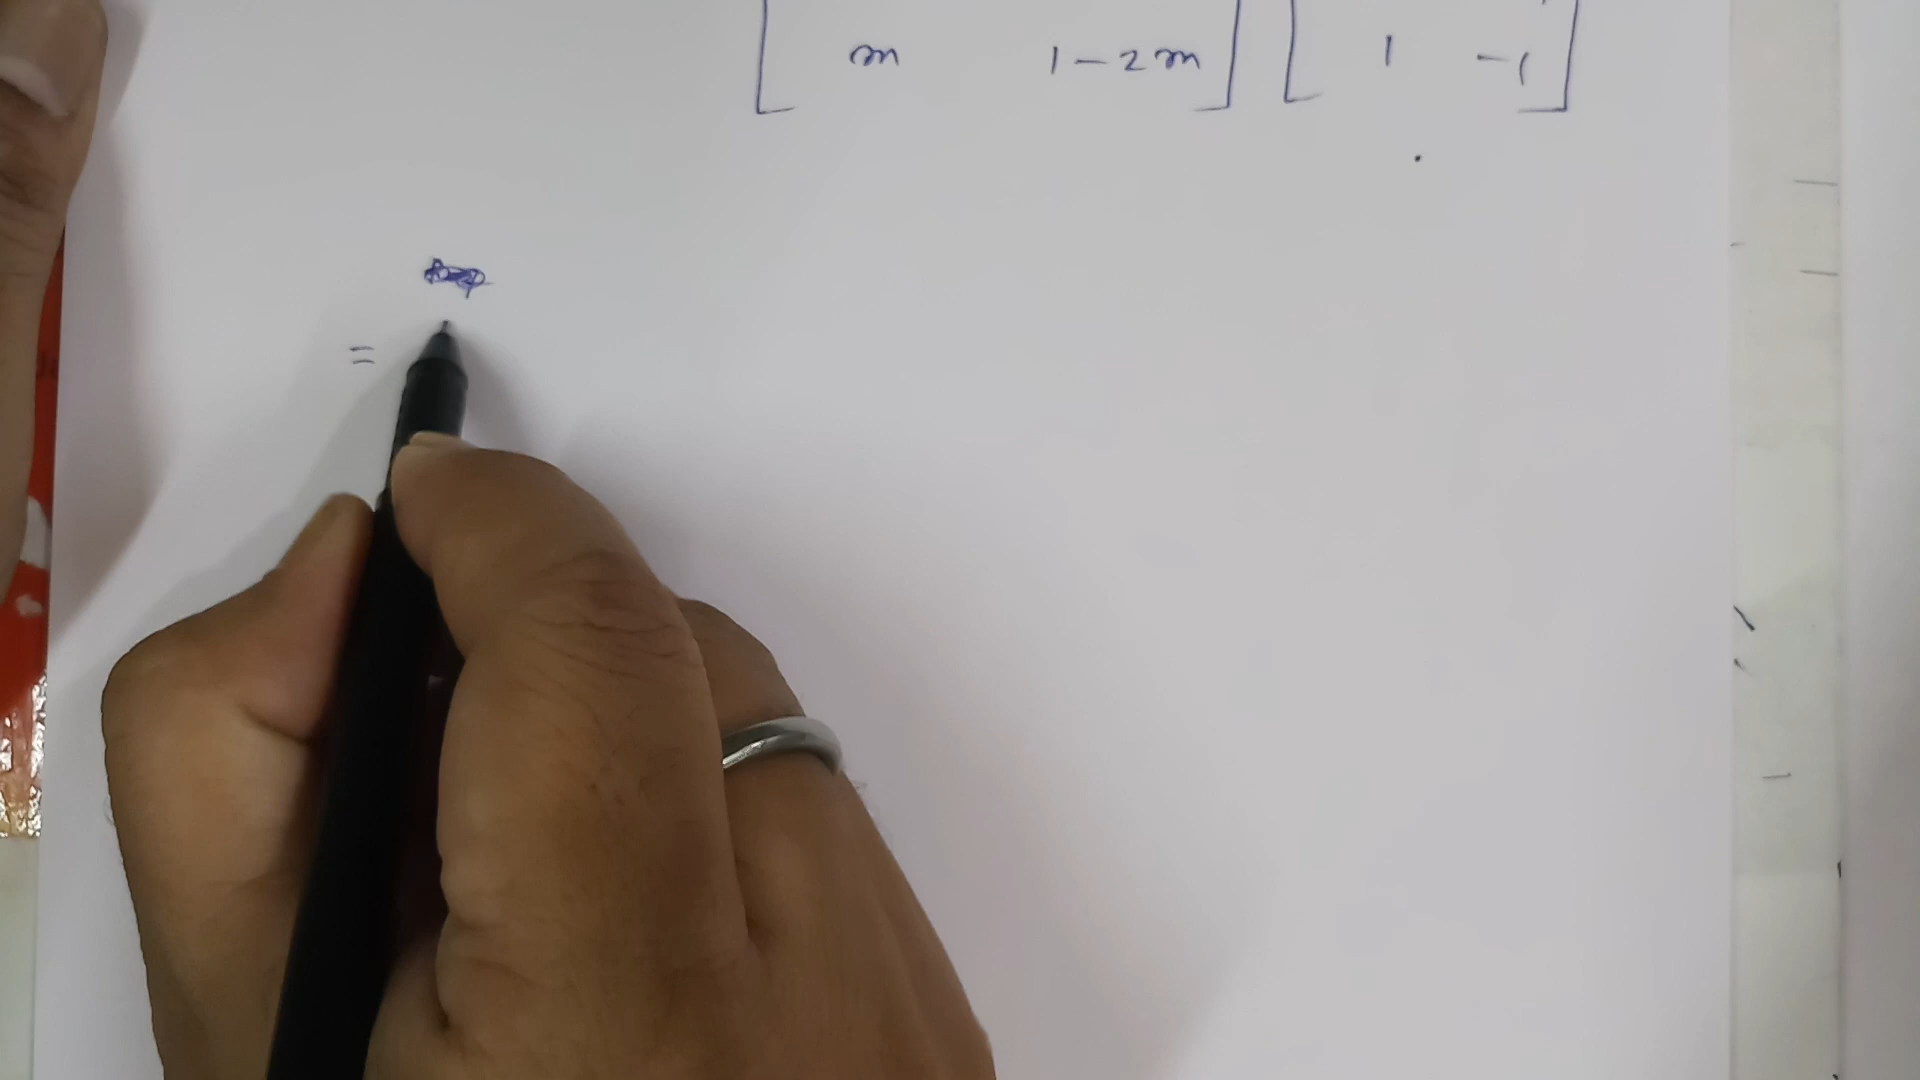 [ m 1-2m ] [ 1 -1 ]
=